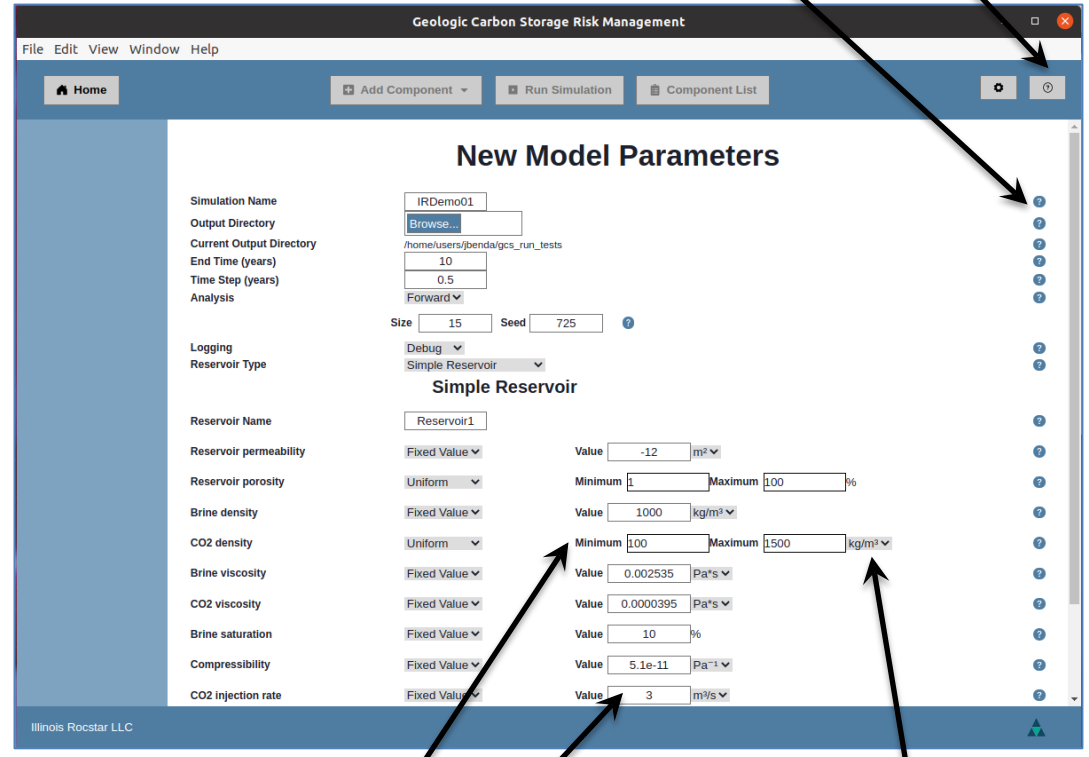 Geologic Carbon Storage Risk Management
File Edit View Window Help
Home Add Component Run Simulation Component List
New Model Parameters
Simulation Name IRDemo01
Output Directory Browse...
Current Output Directory /home/users/jbenda/gcs_run_tests
End Time (years) 10
Time Step (years) 0.5
Analysis Forward
Size 15 Seed 725
Logging Debug
Reservoir Type Simple Reservoir
Simple Reservoir
Reservoir Name Reservoir1
Reservoir permeability Fixed Value Value -12 m²
Reservoir porosity Uniform Minimum 1 Maximum 100 %
Brine density Fixed Value Value 1000 kg/m³
CO2 density Uniform Minimum 100 Maximum 1500 kg/m³
Brine viscosity Fixed Value Value 0.002535 Pa*s
CO2 viscosity Fixed Value Value 0.0000395 Pa*s
Brine saturation Fixed Value Value 10 %
Compressibility Fixed Value Value 5.1e-11 Pa⁻¹
CO2 injection rate Fixed Value Value 3 m³/s
Illinois Rocstar LLC